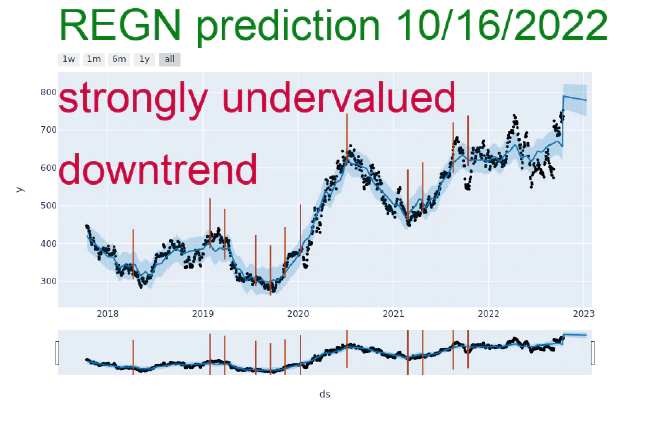 REGN prediction 10/16/2022
1w 1m 6m 1y all
strongly undervalued
downtrend
800
700
600
500
400
300
y
2018 2019 2020 2021 2022 2023
ds